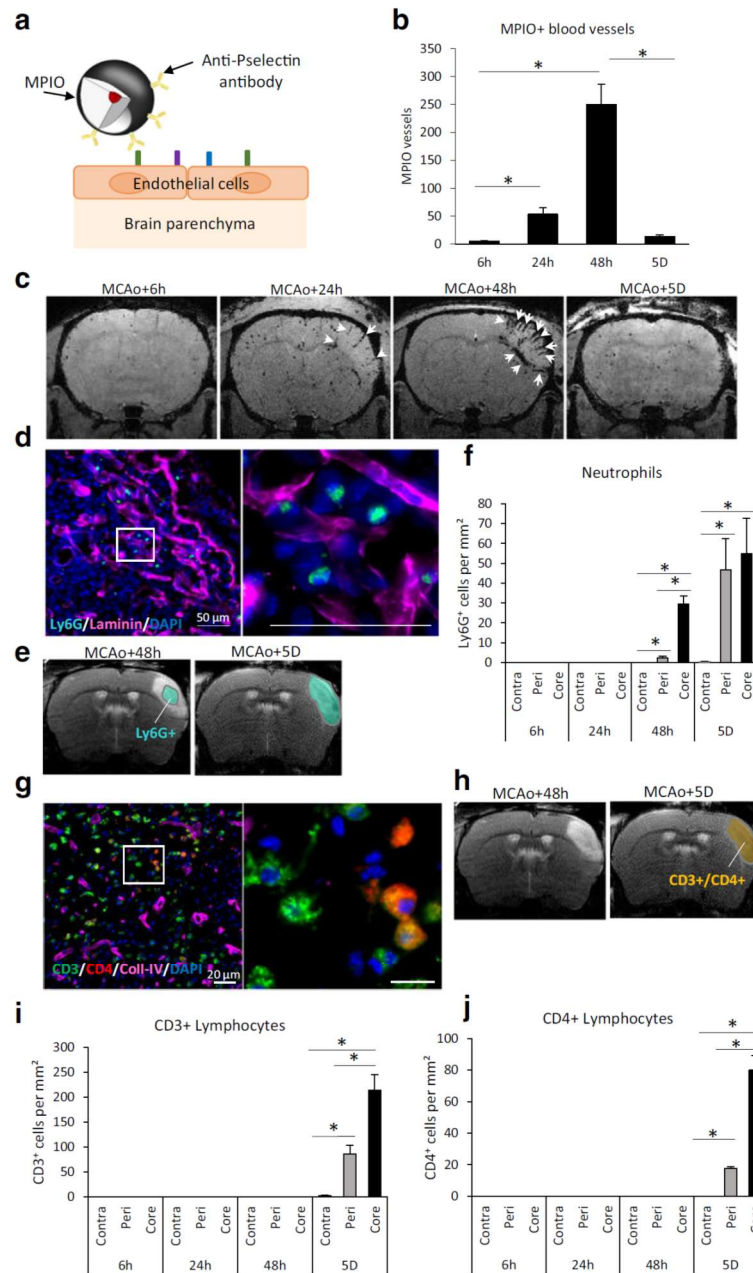 a
MPIO
Anti-Pselectin
antibody
Endothelial cells
Brain parenchyma
b
MPIO+ blood vessels
MPIO vessels
350
300
250
200
150
100
50
0
*
*
*
6h 24h 48h 5D
c
MCAo+6h MCAo+24h MCAo+48h MCAo+5D
d
Ly6G/Laminin/DAPI
50 µm
e
MCAo+48h MCAo+5D
Ly6G+
f
Neutrophils
Ly6G⁺ cells per mm²
80
70
60
50
40
30
20
10
0
*
*
*
*
*
Contra Peri Core Contra Peri Core Contra Peri Core Contra Peri Core
6h 24h 48h 5D
g
CD3/CD4/Coll-IV/DAPI
20 µm
h
MCAo+48h MCAo+5D
CD3+/CD4+
i
CD3+ Lymphocytes
CD3⁺ cells per mm²
300
250
200
150
100
50
0
*
*
*
Contra Peri Core Contra Peri Core Contra Peri Core Contra Peri Core
6h 24h 48h 5D
j
CD4+ Lymphocytes
CD4⁺ cells per mm²
100
80
60
40
20
0
*
*
*
Contra Peri Core Contra Peri Core Contra Peri Core Contra Peri Core
6h 24h 48h 5D